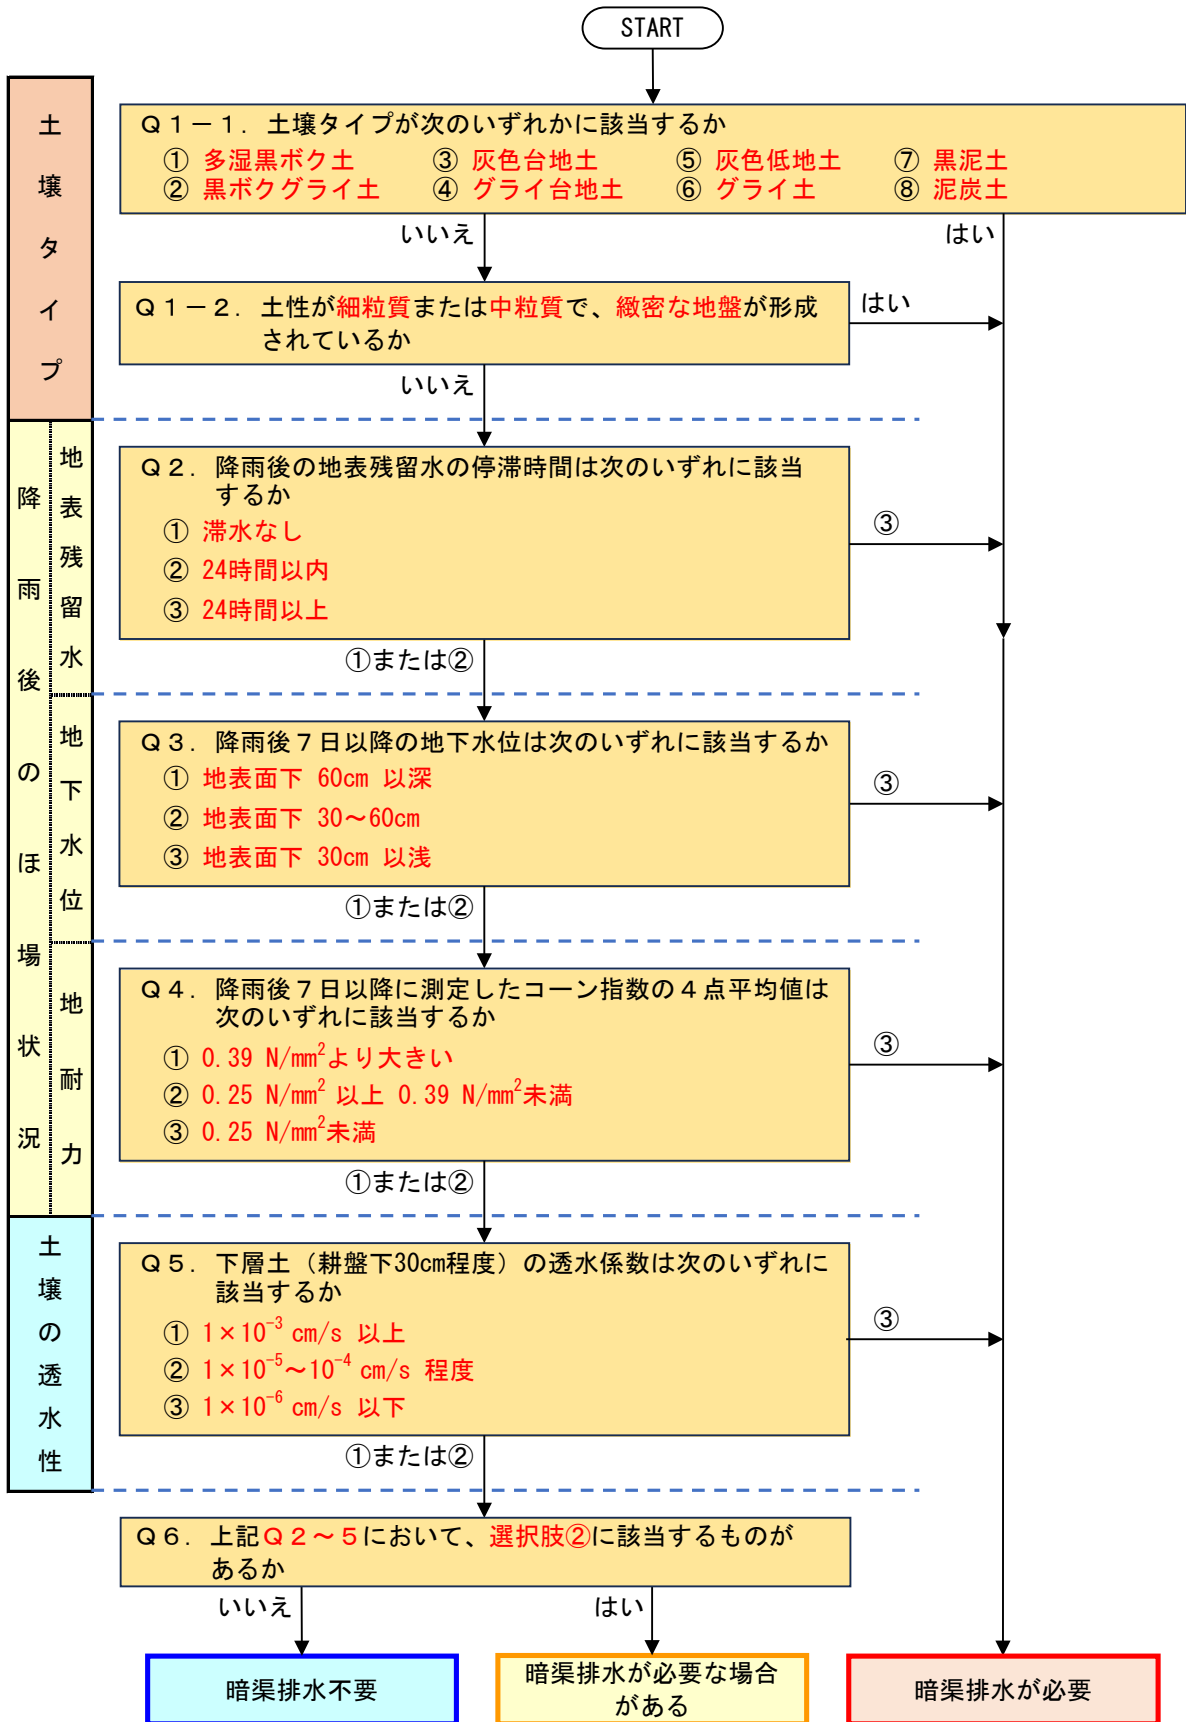 START
土壌タイプ
Q1-1. 土壌タイプが次のいずれかに該当するか
① 多湿黒ボク土 ③ 灰色台地土 ⑤ 灰色低地土 ⑦ 黒泥土
② 黒ボクグライ土 ④ グライ台地土 ⑥ グライ土 ⑧ 泥炭土
いいえ
はい
Q1-2. 土性が細粒質または中粒質で、緻密な地盤が形成
されているか
はい
いいえ
降雨後のほ場状況
地表残留水
Q2. 降雨後の地表残留水の停滞時間は次のいずれに該当
するか
① 滞水なし
② 24時間以内
③ 24時間以上
③
①または②
地下水位
Q3. 降雨後7日以降の地下水位は次のいずれに該当するか
① 地表面下 60cm 以深
② 地表面下 30～60cm
③ 地表面下 30cm 以浅
③
①または②
地耐力
Q4. 降雨後7日以降に測定したコーン指数の4点平均値は
次のいずれに該当するか
① 0.39 N/mm²より大きい
② 0.25 N/mm² 以上 0.39 N/mm²未満
③ 0.25 N/mm²未満
③
①または②
土壌の透水性
Q5. 下層土（耕盤下30cm程度）の透水係数は次のいずれに
該当するか
① 1×10⁻³ cm/s 以上
② 1×10⁻⁵～10⁻⁴ cm/s 程度
③ 1×10⁻⁶ cm/s 以下
③
①または②
Q6. 上記Q2～5において、選択肢②に該当するものが
あるか
いいえ
はい
暗渠排水不要
暗渠排水が必要な場合
がある
暗渠排水が必要